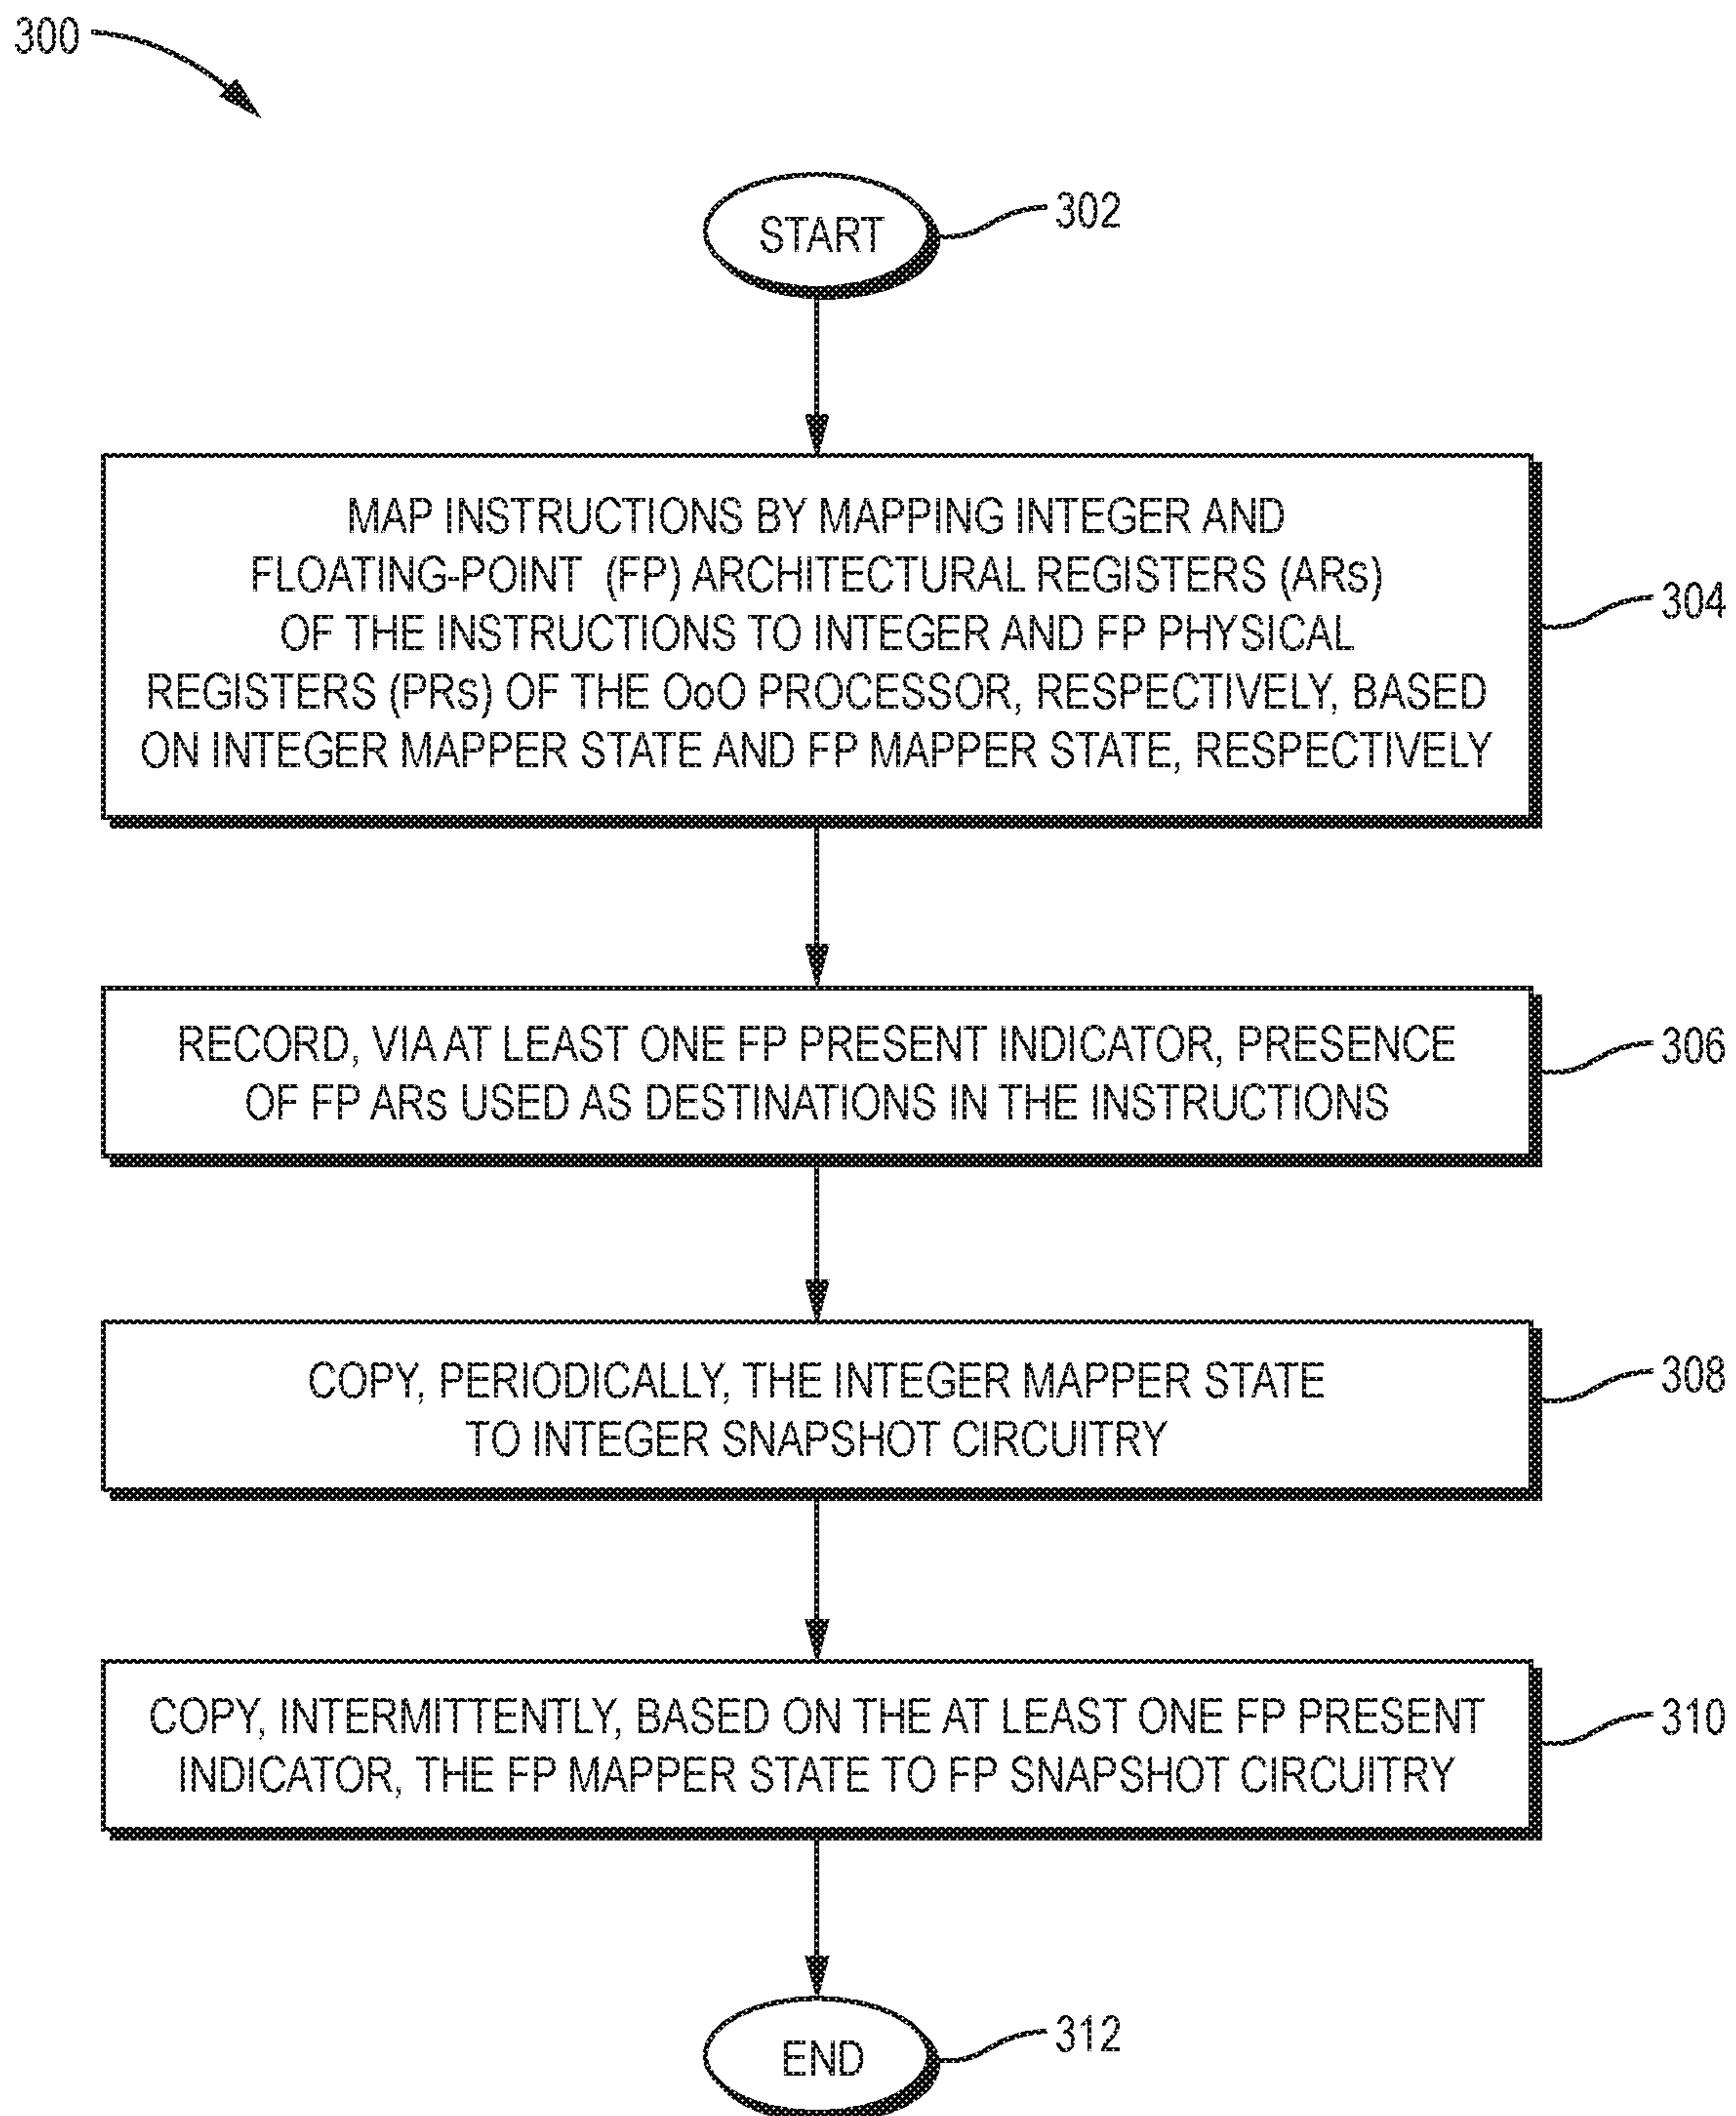 300
START
302
MAP INSTRUCTIONS BY MAPPING INTEGER AND
FLOATING-POINT (FP) ARCHITECTURAL REGISTERS (ARs)
OF THE INSTRUCTIONS TO INTEGER AND FP PHYSICAL
REGISTERS (PRs) OF THE OoO PROCESSOR, RESPECTIVELY, BASED
ON INTEGER MAPPER STATE AND FP MAPPER STATE, RESPECTIVELY
304
RECORD, VIA AT LEAST ONE FP PRESENT INDICATOR, PRESENCE
OF FP ARs USED AS DESTINATIONS IN THE INSTRUCTIONS
306
COPY, PERIODICALLY, THE INTEGER MAPPER STATE
TO INTEGER SNAPSHOT CIRCUITRY
308
COPY, INTERMITTENTLY, BASED ON THE AT LEAST ONE FP PRESENT
INDICATOR, THE FP MAPPER STATE TO FP SNAPSHOT CIRCUITRY
310
END
312